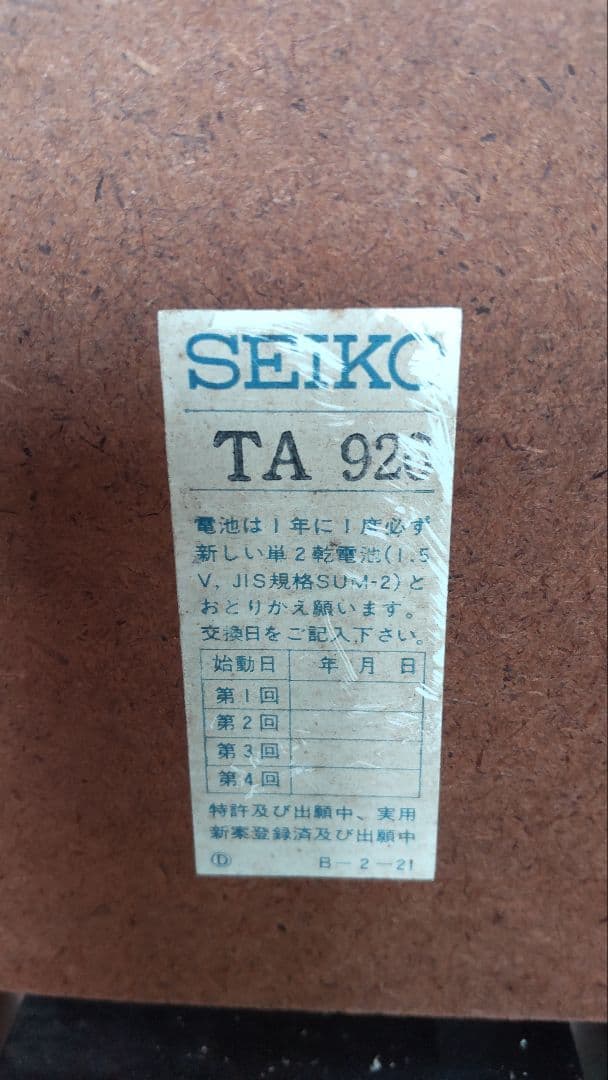 SEIKO
TA 920
電池は1年に1度必ず
新しい単2乾電池(1.5
V, JIS規格SUM-2)と
おとりかえ願います。
交換日をご記入下さい。
始動日 年 月 日
第1回
第2回
第3回
第4回
特許及び出願中、実用
新案登録済及び出願中
Ⓓ B-2-21